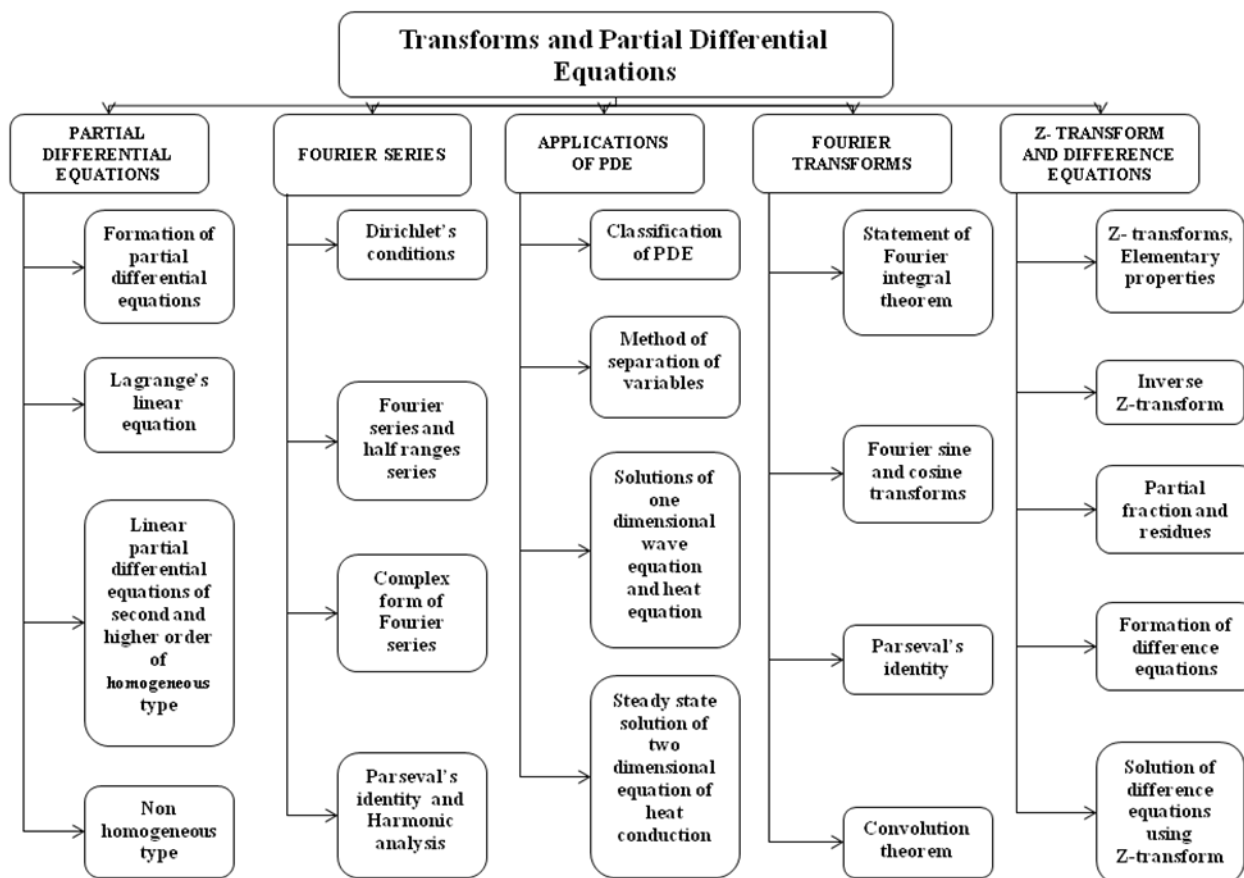 Transforms and Partial Differential
Equations
PARTIAL
DIFFERENTIAL
EQUATIONS
Formation of
partial
differential
equations
Lagrange's
linear
equation
Linear
partial
differential
equations of
second and
higher order
of
homogeneous
type
Non
homogeneous
type
FOURIER SERIES
Dirichlet's
conditions
Fourier
series and
half ranges
series
Complex
form of
Fourier
series
Parseval's
identity and
Harmonic
analysis
APPLICATIONS
OF PDE
Classification
of PDE
Method of
separation of
variables
Solutions of
one
dimensional
wave
equation
and heat
equation
Steady state
solution of
two
dimensional
equation of
heat
conduction
FOURIER
TRANSFORMS
Statement of
Fourier
integral
theorem
Fourier sine
and cosine
transforms
Parseval's
identity
Convolution
theorem
Z- TRANSFORM
AND DIFFERENCE
EQUATIONS
Z- transforms,
Elementary
properties
Inverse
Z-transform
Partial
fraction and
residues
Formation of
difference
equations
Solution of
difference
equations
using
Z-transform